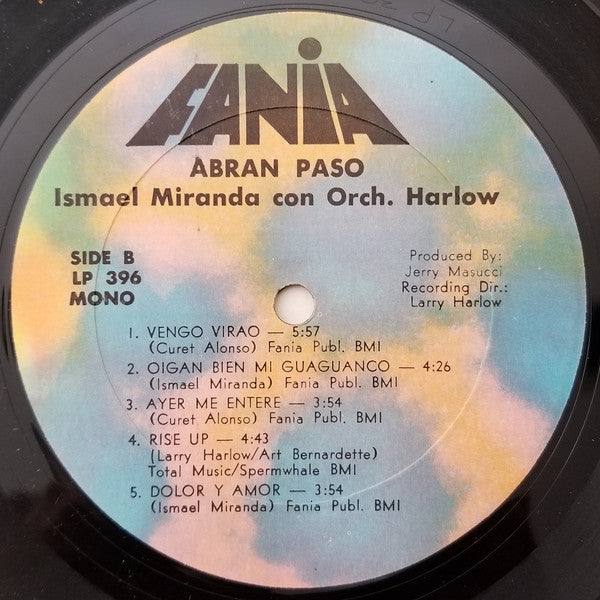 LP 39
FANIA
ABRAN PASO
Ismael Miranda con Orch. Harlow
SIDE B
LP 396
MONO
Produced By:
Jerry Masucci
Recording Dir.:
Larry Harlow
1. VENGO VIRAO — 5:57
(Curet Alonso) Fania Publ. BMI
2. OIGAN BIEN MI GUAGUANCO — 4:26
(Ismael Miranda) Fania Publ. BMI
3. AYER ME ENTERE — 3:54
(Curet Alonso) Fania Publ. BMI
4. RISE UP — 4:43
(Larry Harlow/Art Bernardette)
Total Music/Spermwhale BMI
5. DOLOR Y AMOR — 3:54
(Ismael Miranda) Fania Publ. BMI